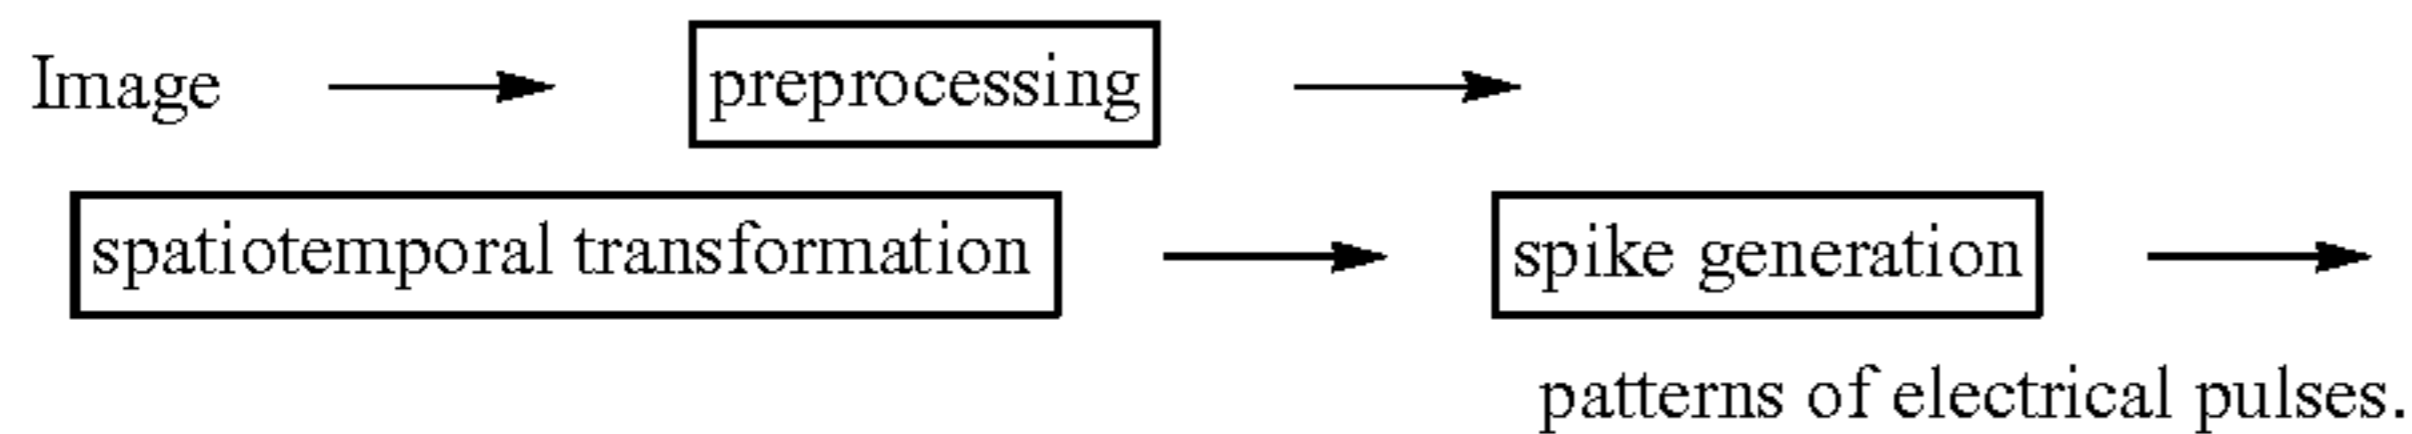 Image → preprocessing →
spatiotemporal transformation → spike generation →
patterns of electrical pulses.